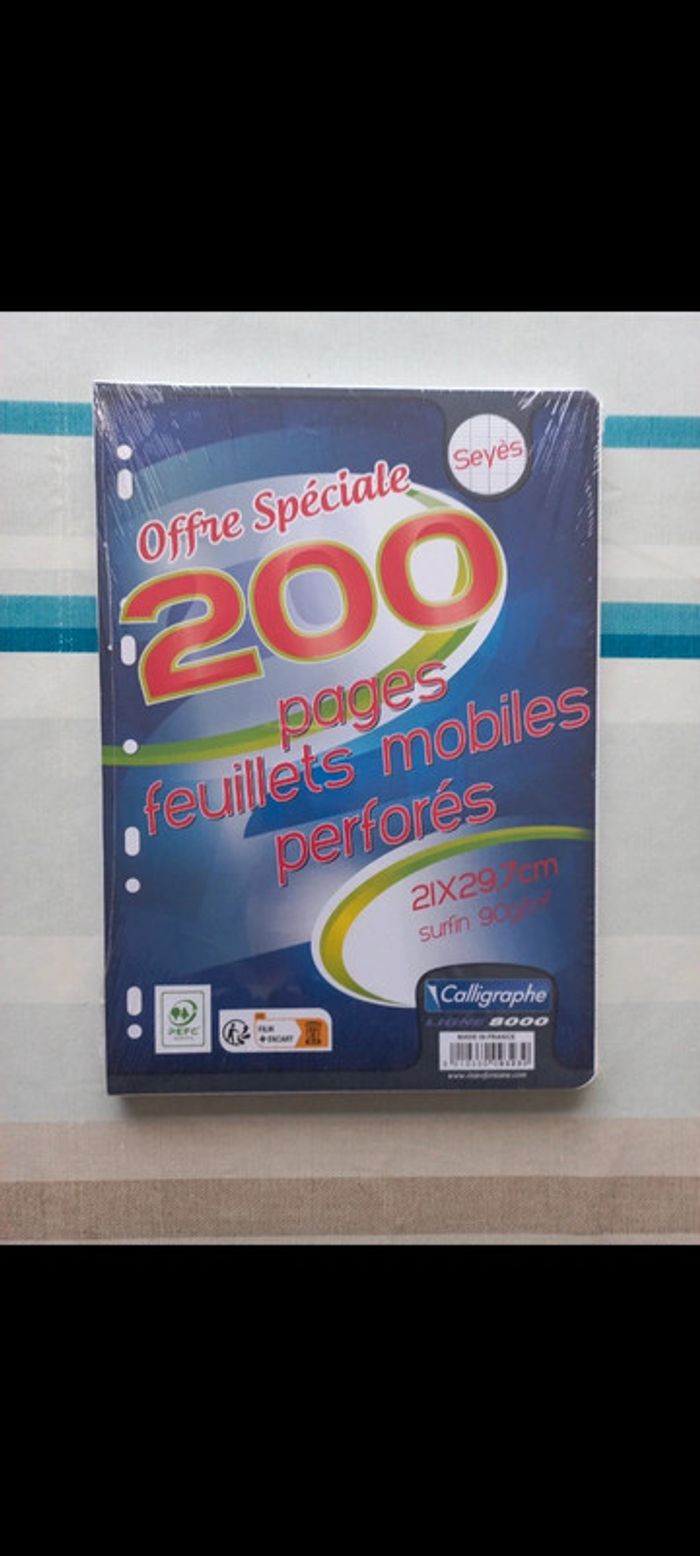 Seyès
Offre Spéciale
200
pages
feuillets mobiles
perforés
21X29,7cm
surfin 90g/m²
Calligraphe
LIGNE 8000
MADE IN FRANCE
PEFC
FILM
+ ENCART